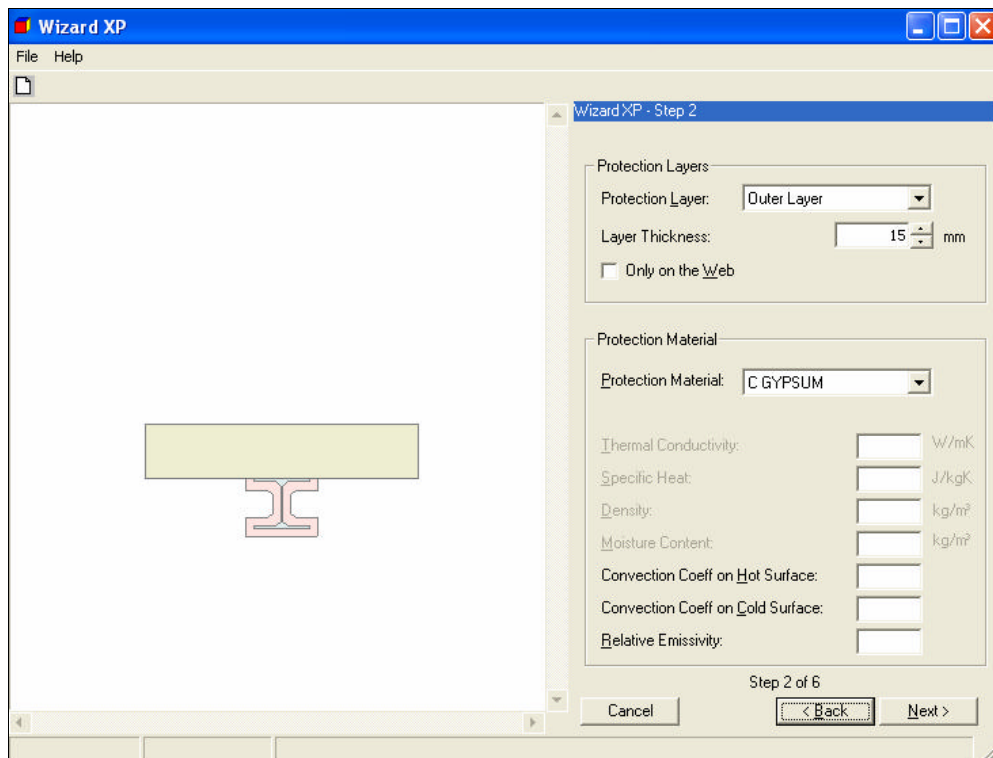 Wizard XP
File Help
Wizard XP - Step 2
Protection Layers
Protection Layer: Outer Layer
Layer Thickness: 15 mm
Only on the Web
Protection Material
Protection Material: C GYPSUM
Thermal Conductivity: W/mK
Specific Heat: J/kgK
Density: kg/m³
Moisture Content: kg/m³
Convection Coeff on Hot Surface:
Convection Coeff on Cold Surface:
Relative Emissivity:
Step 2 of 6
Cancel < Back Next >